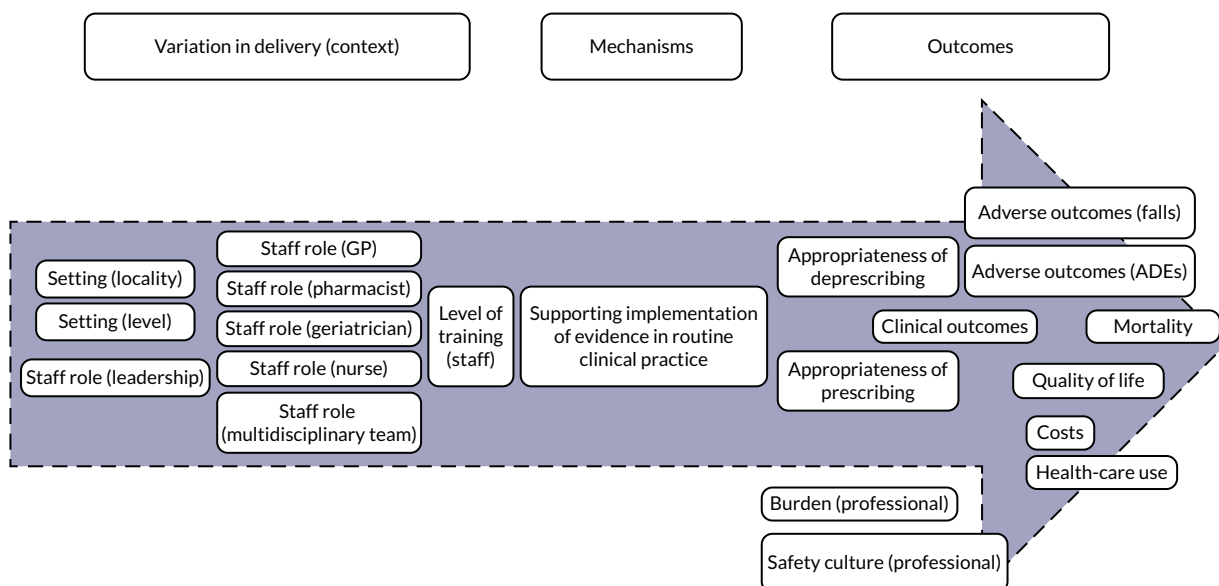 Variation in delivery (context)
Mechanisms
Outcomes
Setting (locality)
Setting (level)
Staff role (leadership)
Staff role (GP)
Staff role (pharmacist)
Staff role (geriatrician)
Staff role (nurse)
Staff role
(multidisciplinary team)
Level of
training
(staff)
Supporting implementation
of evidence in routine
clinical practice
Appropriateness of
deprescribing
Appropriateness of
prescribing
Adverse outcomes (falls)
Adverse outcomes (ADEs)
Clinical outcomes
Mortality
Quality of life
Costs
Health-care use
Burden (professional)
Safety culture (professional)